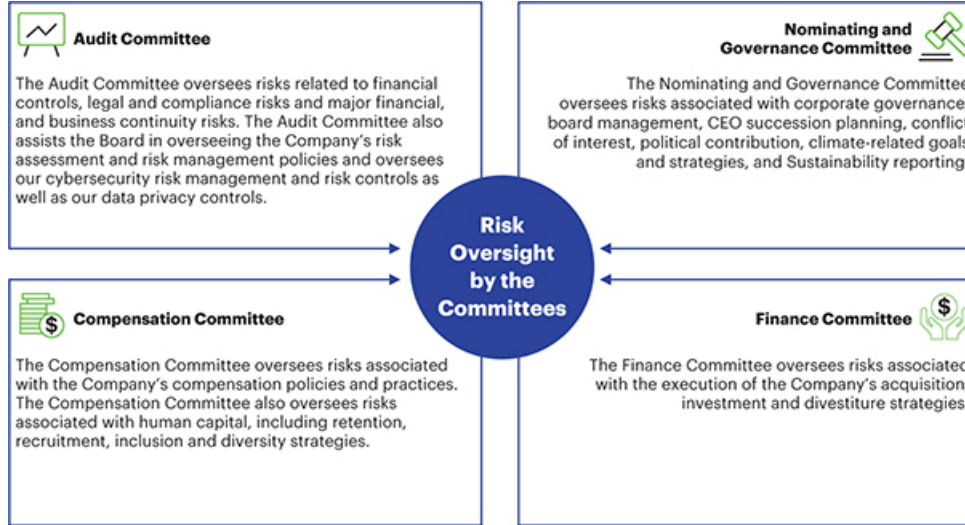 Audit Committee
The Audit Committee oversees risks related to financial
controls, legal and compliance risks and major financial,
and business continuity risks. The Audit Committee also
assists the Board in overseeing the Company's risk
assessment and risk management policies and oversees
our cybersecurity risk management and risk controls as
well as our data privacy controls.
Nominating and
Governance Committee
The Nominating and Governance Committee
oversees risks associated with corporate governance
board management, CEO succession planning, conflict
of interest, political contribution, climate-related goals
and strategies, and Sustainability reporting
Risk
Oversight
by the
Committees
$
Compensation Committee
The Compensation Committee oversees risks associated
with the Company's compensation policies and practices.
The Compensation Committee also oversees risks
associated with human capital, including retention,
recruitment, inclusion and diversity strategies.
$
Finance Committee
The Finance Committee oversees risks associated
with the execution of the Company's acquisition
investment and divestiture strategies